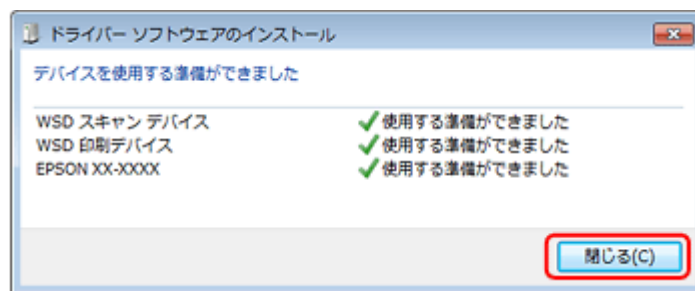 ドライバー ソフトウェアのインストール
デバイスを使用する準備ができました
WSD スキャン デバイス 使用する準備ができました
WSD 印刷デバイス 使用する準備ができました
EPSON XX-XXXX 使用する準備ができました
閉じる(C)